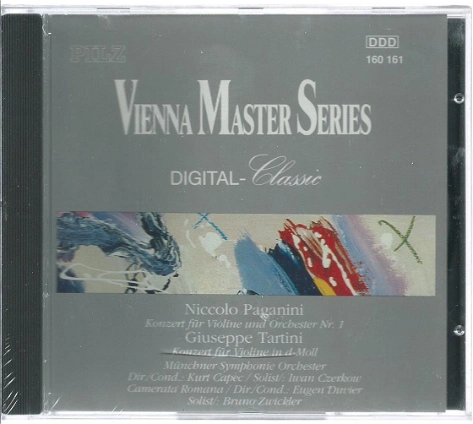 PILZ
DDD
160 161
VIENNA MASTER SERIES
DIGITAL-Classic
Niccolo Paganini
Konzert für Violine und Orchester Nr. 1
Giuseppe Tartini
Konzert für Violine in d-Moll
Münchner Symphonie Orchester
Dir./Cond.: Kurt Capec / Solist: Iwan Czerkow
Camerata Romana / Dir./Cond.: Eugen Duvier
Solist: Bruno Zwickler